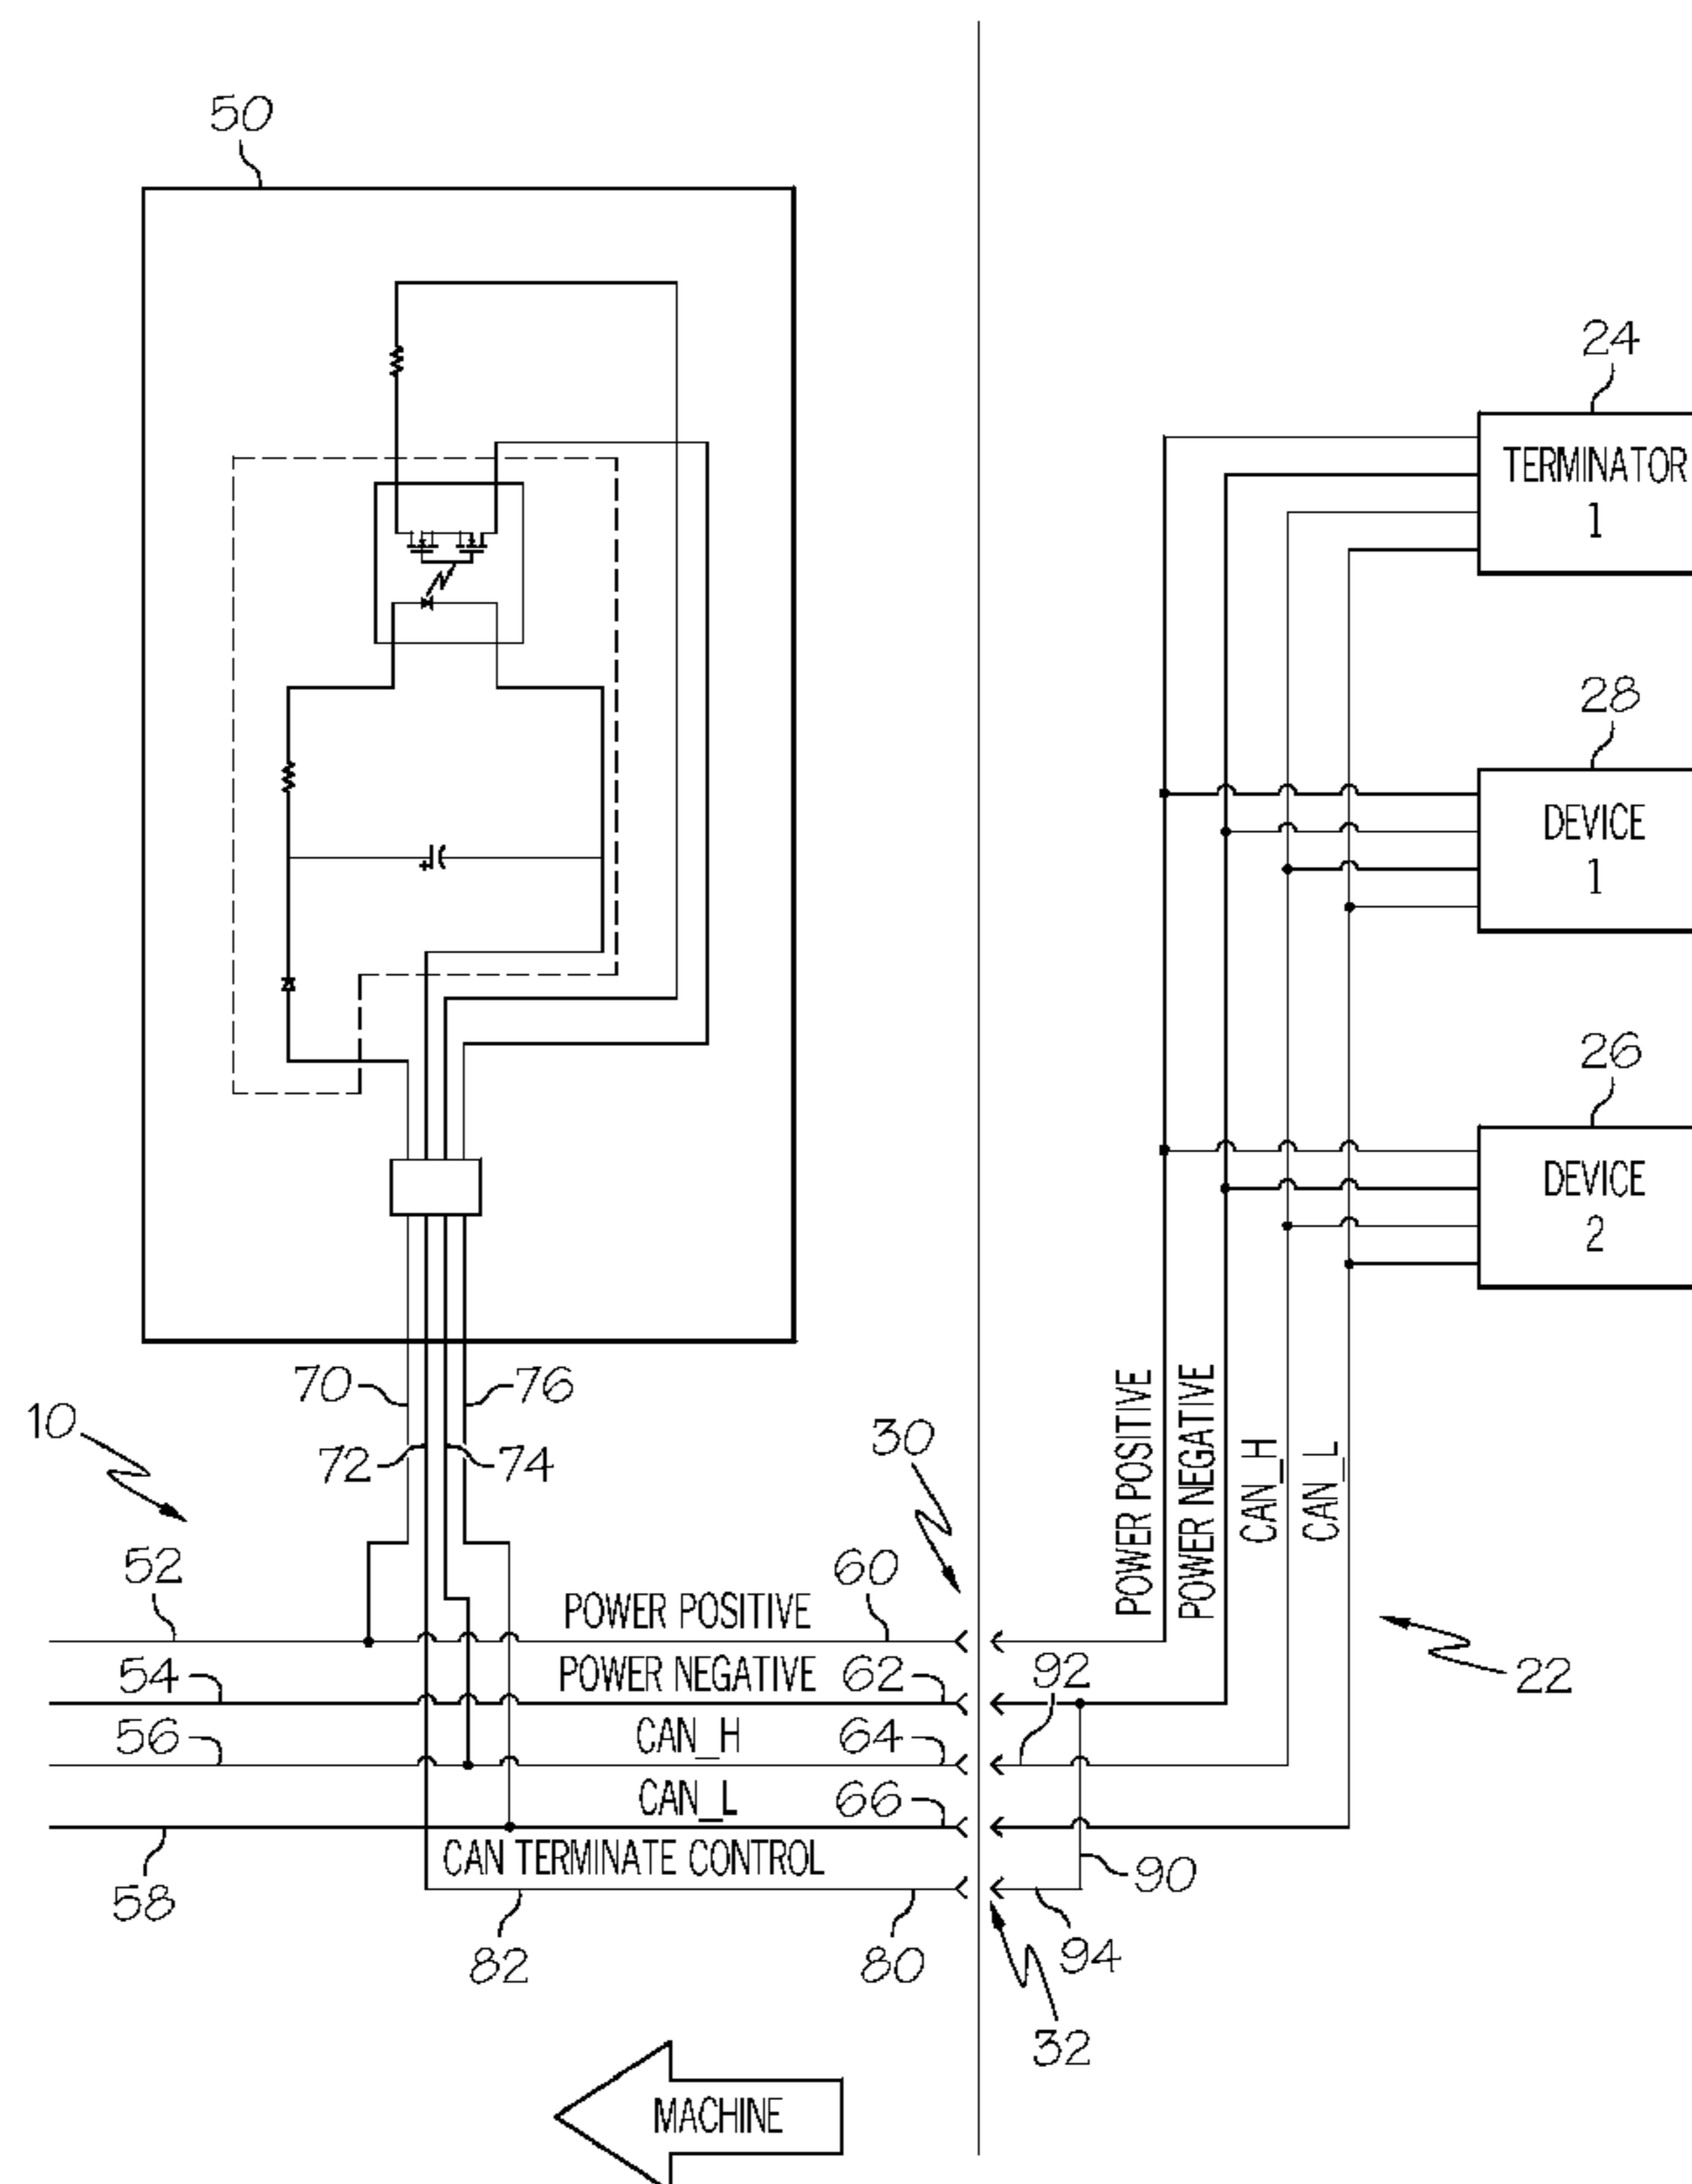 50
24
TERMINATOR
1
28
DEVICE
1
26
DEVICE
2
70
76
72
74
10
30
52
60
POWER POSITIVE
POWER NEGATIVE
CAN_H
CAN_L
POWER POSITIVE
54
POWER NEGATIVE
62
92
22
56
CAN_H
64
CAN_L
66
CAN TERMINATE CONTROL
90
58
82
80
94
32
MACHINE